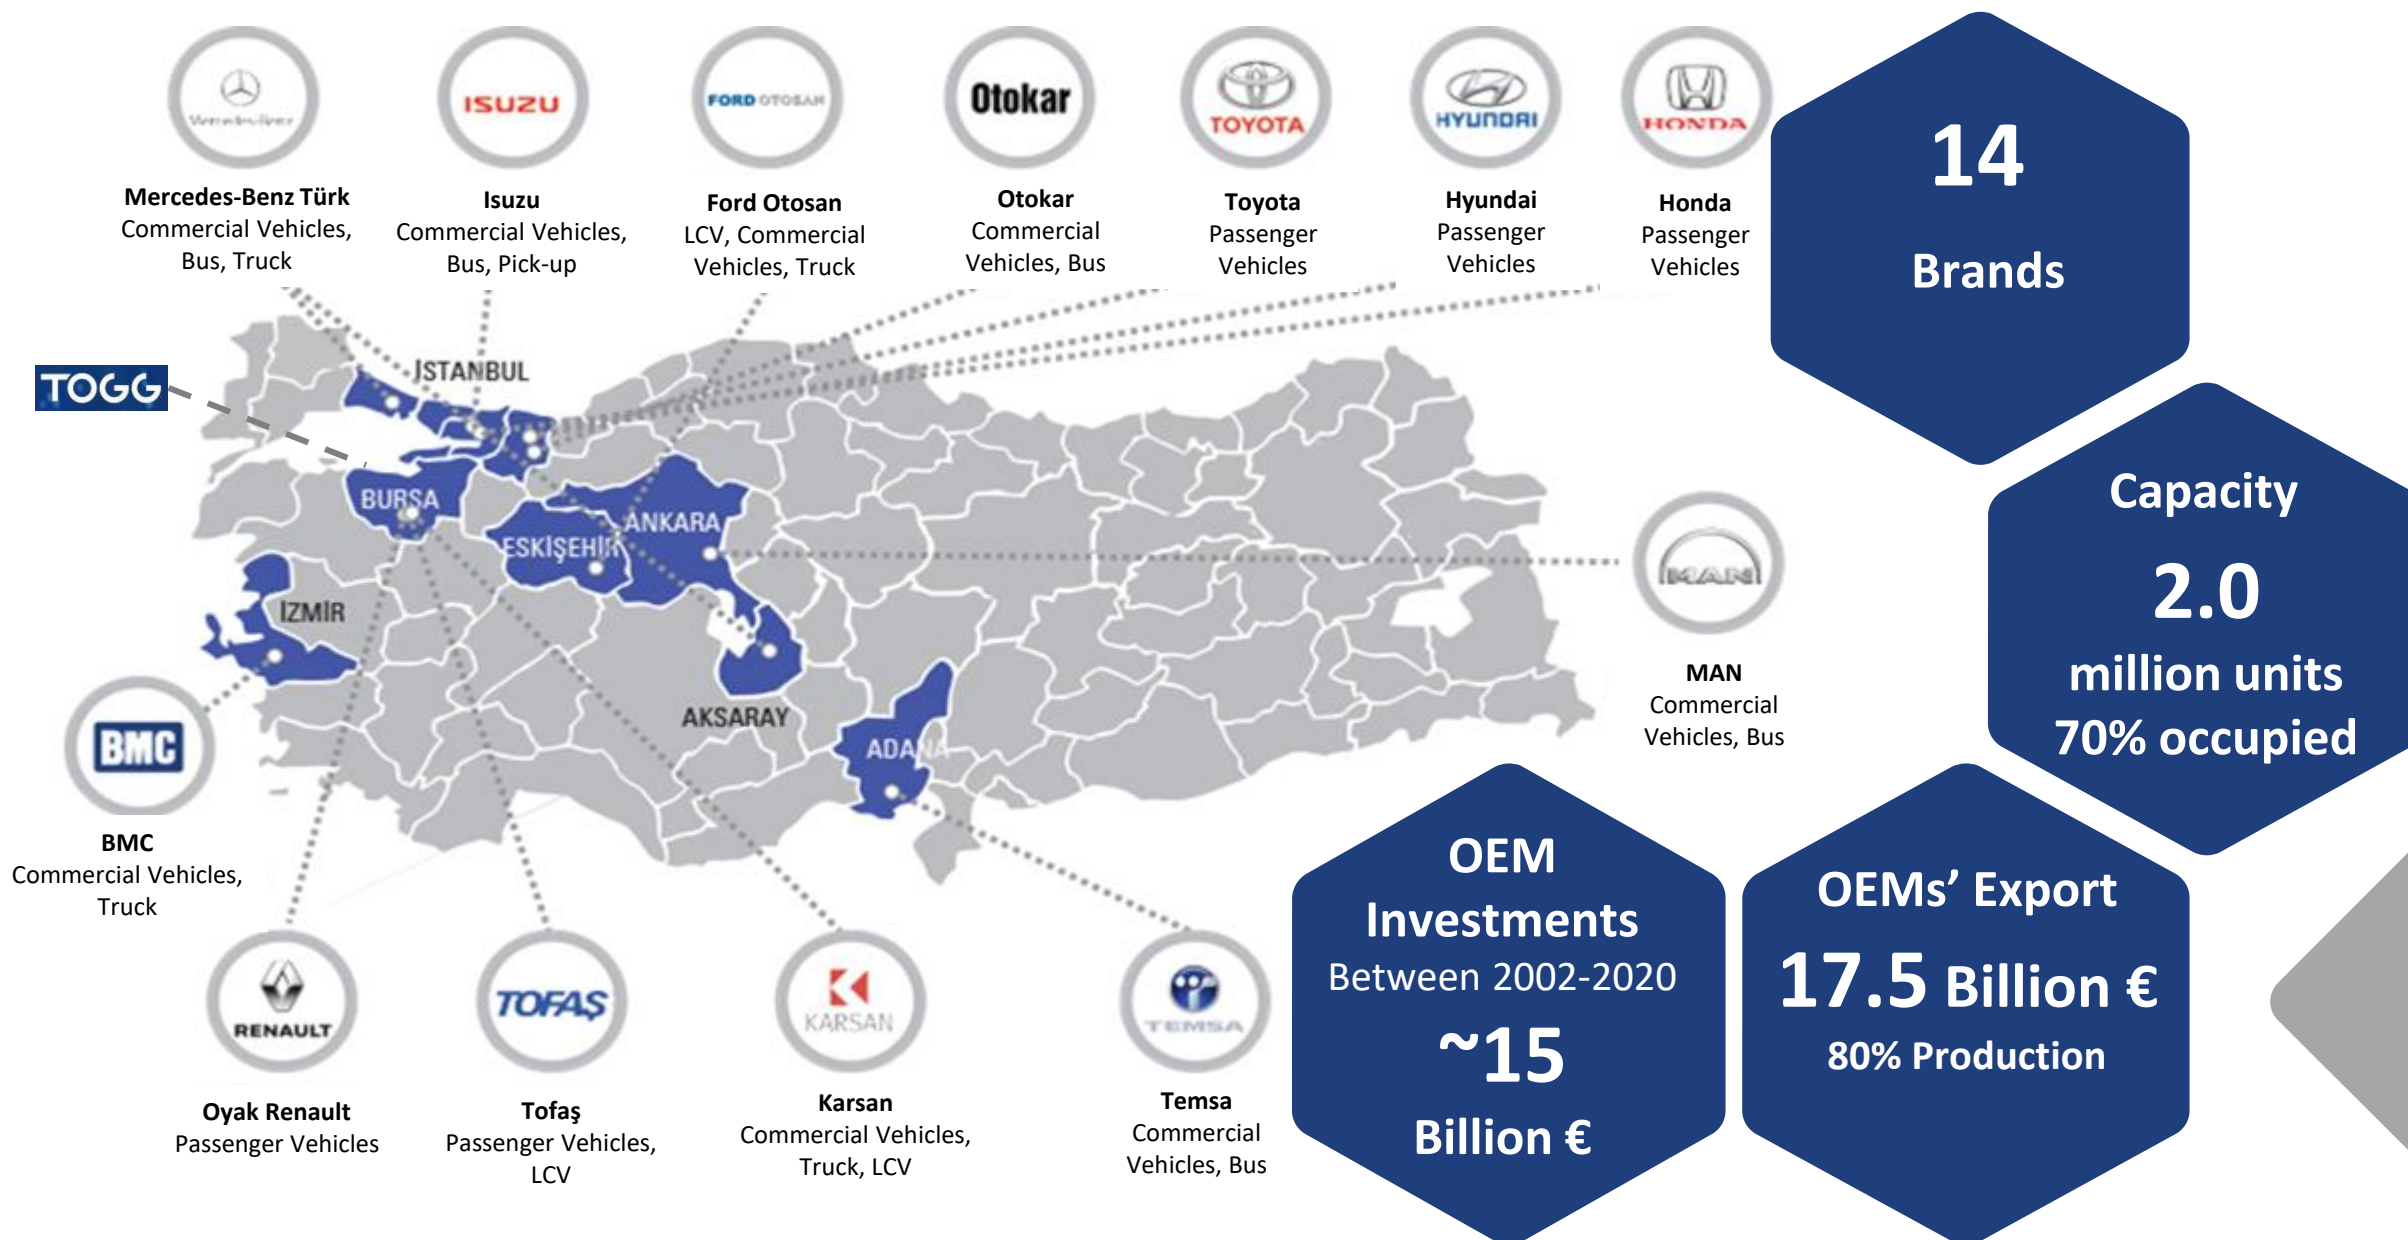 Mercedes-Benz
ISUZU
FORD OTOSAN
Otokar
TOYOTA
HYUNDAI
HONDA
Mercedes-Benz Türk
Commercial Vehicles,
Bus, Truck
Isuzu
Commercial Vehicles,
Bus, Pick-up
Ford Otosan
LCV, Commercial
Vehicles, Truck
Otokar
Commercial
Vehicles, Bus
Toyota
Passenger
Vehicles
Hyundai
Passenger
Vehicles
Honda
Passenger
Vehicles
14
Brands
TOGG
İSTANBUL
BURSA
ANKARA
ESKİŞEHİR
İZMİR
AKSARAY
ADANA
MAN
MAN
Commercial
Vehicles, Bus
Capacity
2.0
million units
70% occupied
BMC
BMC
Commercial Vehicles,
Truck
RENAULT
Oyak Renault
Passenger Vehicles
TOFAŞ
Tofaş
Passenger Vehicles,
LCV
KARSAN
Karsan
Commercial Vehicles,
Truck, LCV
TEMSA
Temsa
Commercial
Vehicles, Bus
OEM
Investments
Between 2002-2020
~15
Billion €
OEMs’ Export
17.5 Billion €
80% Production